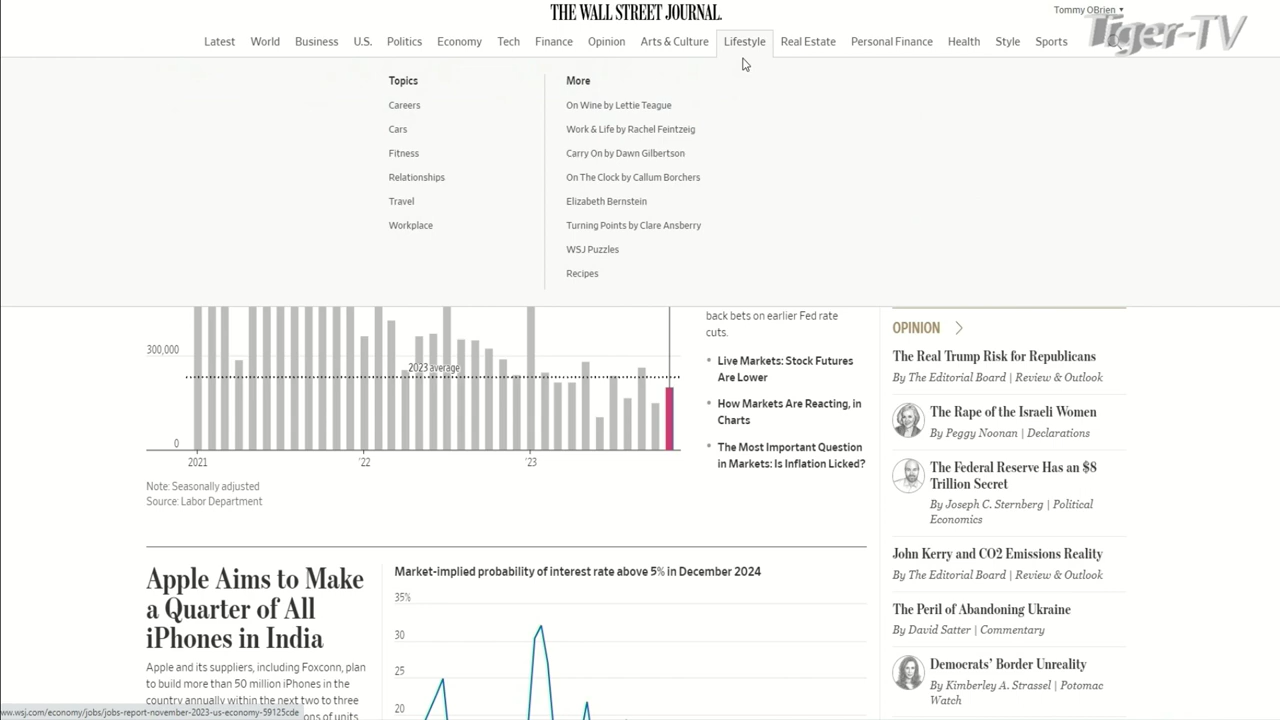 THE WALL STREET JOURNAL.
Tommy OBrien ▾
Tiger-TV
Latest World Business U.S. Politics Economy Tech Finance Opinion Arts & Culture Lifestyle Real Estate Personal Finance Health Style Sports
Topics
Careers
Cars
Fitness
Relationships
Travel
Workplace
More
On Wine by Lettie Teague
Work & Life by Rachel Feintzeig
Carry On by Dawn Gilbertson
On The Clock by Callum Borchers
Elizabeth Bernstein
Turning Points by Clare Ansberry
WSJ Puzzles
Recipes
300,000
2023 average
0
2021 '22 '23
Note: Seasonally adjusted
Source: Labor Department
back bets on earlier Fed rate
cuts.
Live Markets: Stock Futures
Are Lower
How Markets Are Reacting, in
Charts
The Most Important Question
in Markets: Is Inflation Licked?
OPINION
The Real Trump Risk for Republicans
By The Editorial Board | Review & Outlook
The Rape of the Israeli Women
By Peggy Noonan | Declarations
The Federal Reserve Has an $8
Trillion Secret
By Joseph C. Sternberg | Political
Economics
John Kerry and CO2 Emissions Reality
By The Editorial Board | Review & Outlook
The Peril of Abandoning Ukraine
By David Satter | Commentary
Democrats' Border Unreality
By Kimberley A. Strassel | Potomac
Watch
Apple Aims to Make
a Quarter of All
iPhones in India
Apple and its suppliers, including Foxconn, plan
to build more than 50 million iPhones in the
country annually within the next two to three
ons of units
Market-implied probability of interest rate above 5% in December 2024
35%
30
25
20
ww.wsj.com/economy/jobs/jobs-report-november-2023-us-economy-59125cde